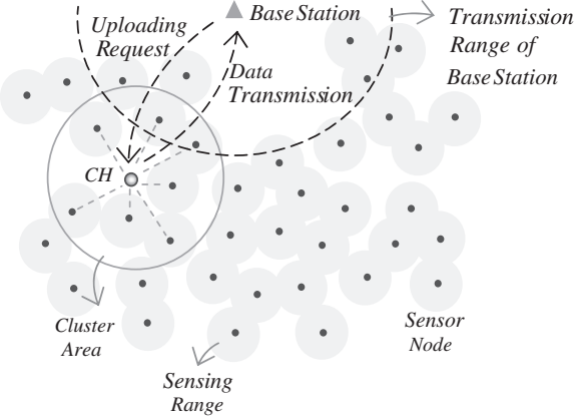 Base Station
Uploading
Request
Transmission
Range of
Base Station
Data
Transmission
CH
Cluster
Area
Sensor
Node
Sensing
Range